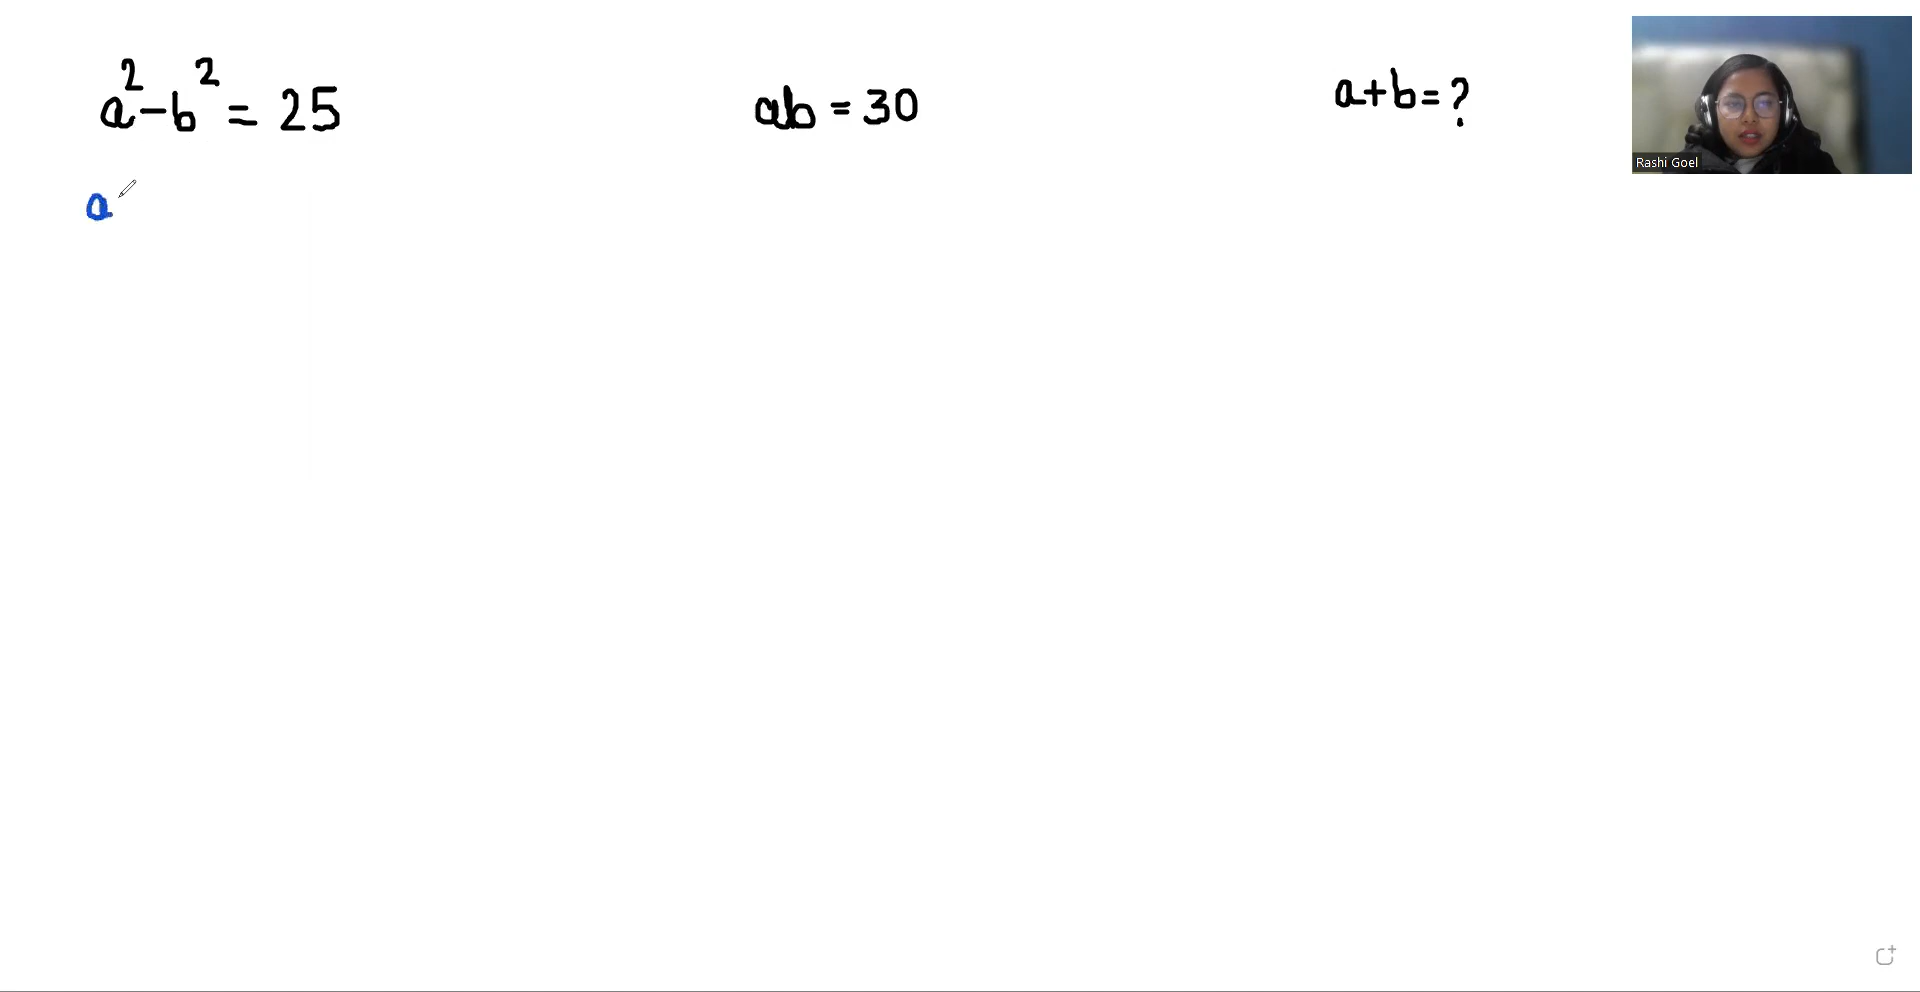 a² - b² = 25
ab = 30
a+b = ?
a
Rashi Goel